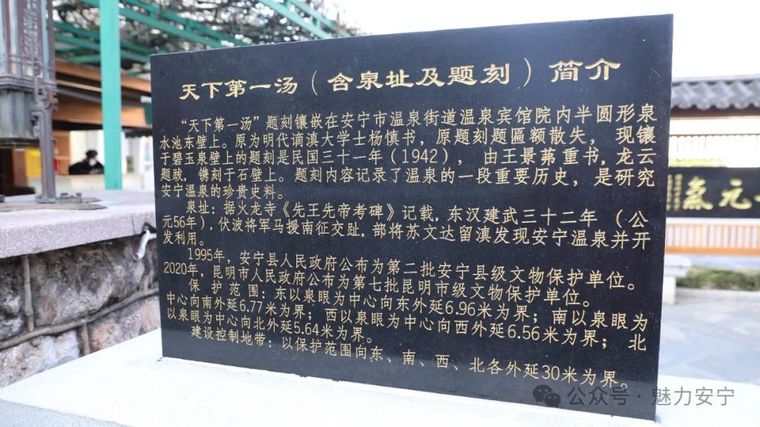 天下第一汤（含泉址及题刻）简介
“天下第一汤”题刻镶嵌在安宁市温泉街道温泉宾馆院内半圆形泉
水池东壁上。原为明代谪滇大学士杨慎书，原题刻题匾额散失，现镶
于碧玉泉壁上的题刻是民国三十一年（1942），由王景茀重书，龙云
题跋，镌刻于石壁上。题刻内容记录了温泉的一段重要历史，是研究
安宁温泉的珍贵史料。
泉址：据火龙寺《先王先帝考碑》记载，东汉建武三十二年（公
元56年），伏波将军马援南征交趾，部将苏文达留滇发现安宁温泉并开
发利用。
1995年，安宁县人民政府公布为第二批安宁县级文物保护单位。
2020年，昆明市人民政府公布为第七批昆明市级文物保护单位。
保护范围：东以泉眼为中心向东外延6.96米为界；南以泉眼为
中心向南外延6.77米为界；西以泉眼为中心向西外延6.56米为界；北
以泉眼为中心向北外延5.64米为界。
建设控制地带：以保护范围向东、南、西、北各外延30米为界。
元气
公众号·魅力安宁